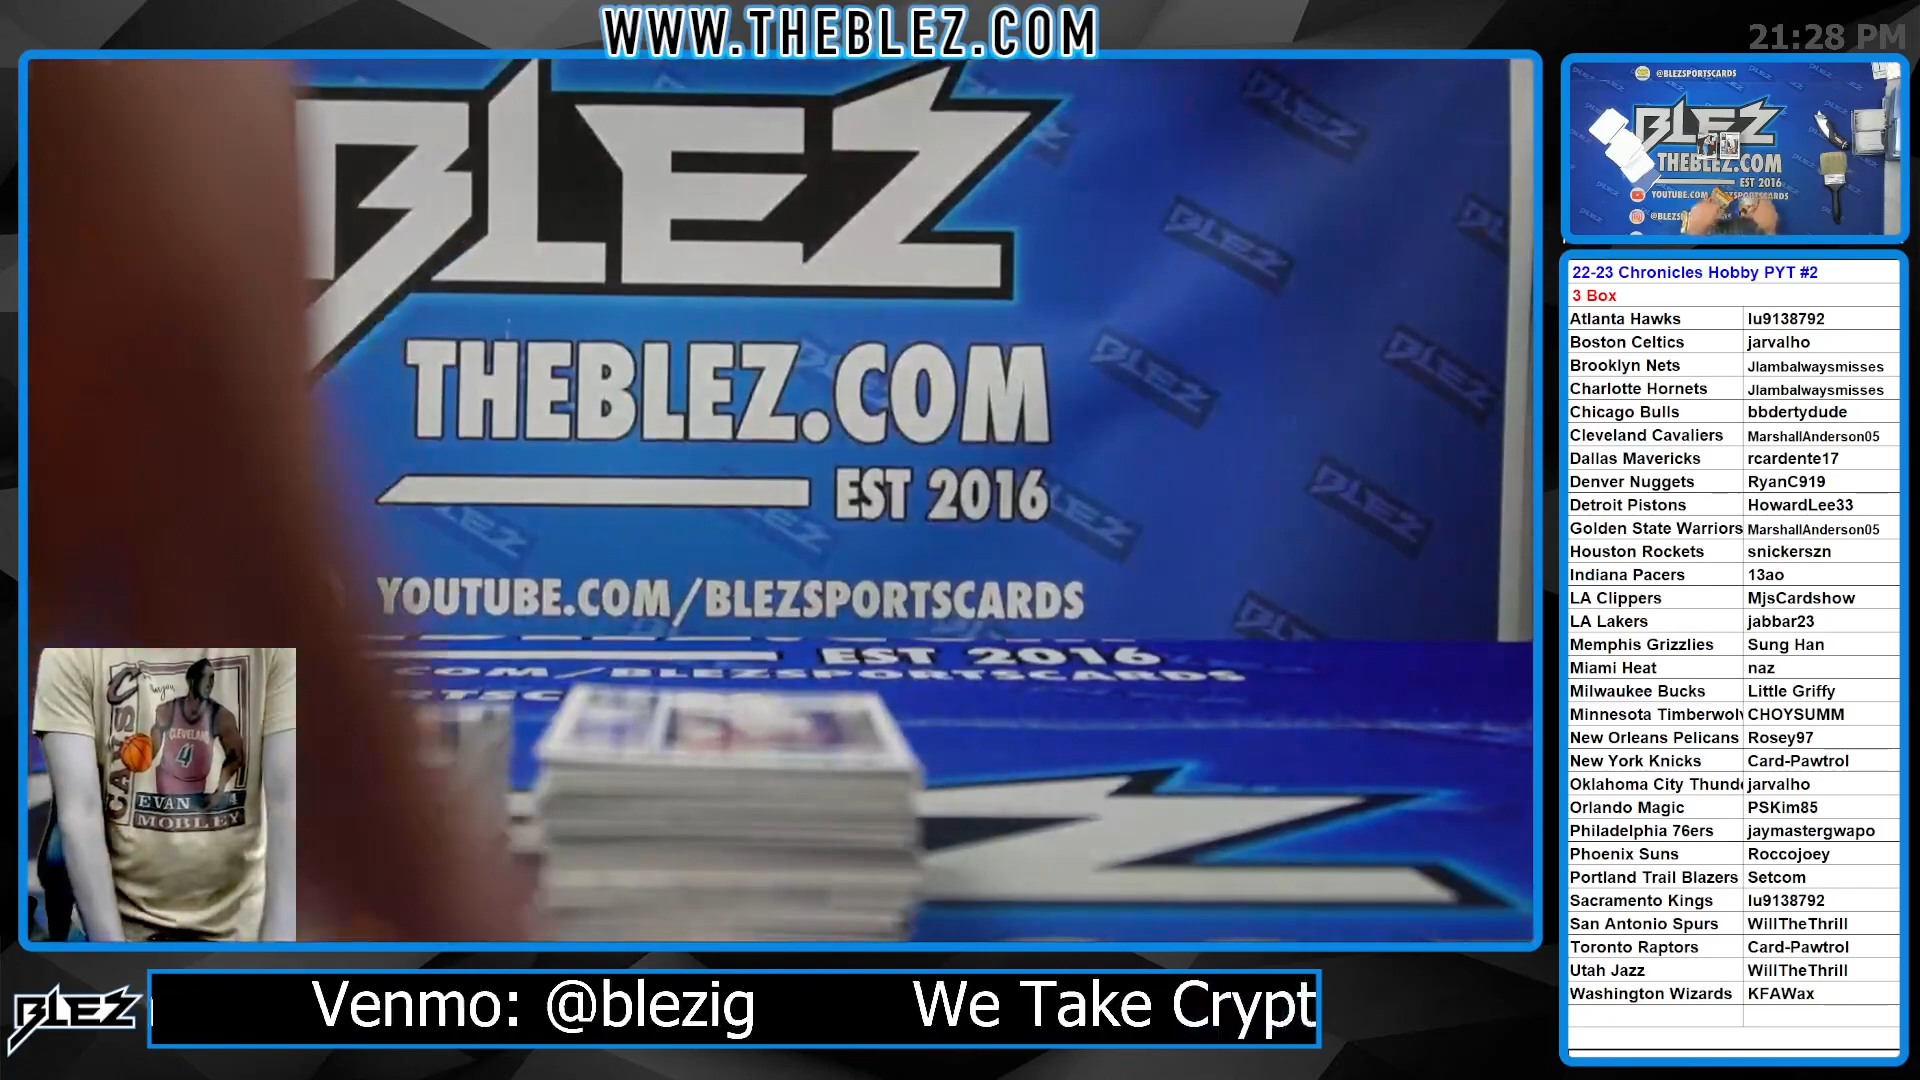 WWW.THEBLEZ.COM
21:28 PM
BLEZ
THEBLEZ.COM
EST 2016
YOUTUBE.COM/BLEZSPORTSCARDS
EST 2016
.COM/BLEZSPORTSCARDS
CAVS
CLEVELAND
4
EVAN 4
MOBLEY
@BLEZSPORTSCARDS
BLEZ
THEBLEZ.COM
EST 2016
22-23 Chronicles Hobby PYT #2
3 Box
Atlanta Hawks lu9138792
Boston Celtics jarvalho
Brooklyn Nets Jlambalwaysmisses
Charlotte Hornets Jlambalwaysmisses
Chicago Bulls bbdertydude
Cleveland Cavaliers MarshallAnderson05
Dallas Mavericks rcardente17
Denver Nuggets RyanC919
Detroit Pistons HowardLee33
Golden State Warriors MarshallAnderson05
Houston Rockets snickerszn
Indiana Pacers 13ao
LA Clippers MjsCardshow
LA Lakers jabbar23
Memphis Grizzlies Sung Han
Miami Heat naz
Milwaukee Bucks Little Griffy
Minnesota Timberwolv CHOYSUMM
New Orleans Pelicans Rosey97
New York Knicks Card-Pawtrol
Oklahoma City Thund jarvalho
Orlando Magic PSKim85
Philadelphia 76ers jaymastergwapo
Phoenix Suns Roccojoey
Portland Trail Blazers Setcom
Sacramento Kings lu9138792
San Antonio Spurs WillTheThrill
Toronto Raptors Card-Pawtrol
Utah Jazz WillTheThrill
Washington Wizards KFAWax
BLEZ
Venmo: @blezig We Take Crypt